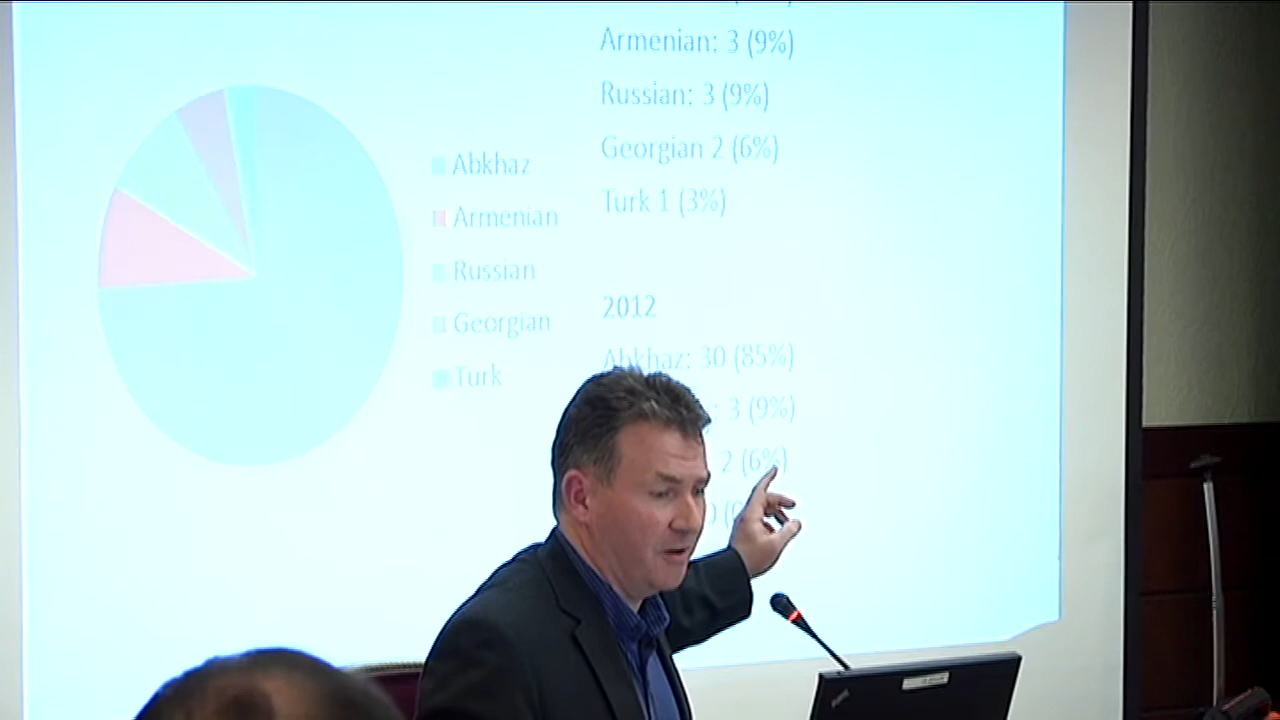 Armenian: 3 (9%)
Russian: 3 (9%)
Georgian 2 (6%)
Turk 1 (3%)
Abkhaz
Armenian
Russian
Georgian
Turk
2012
Abkhaz: 30 (85%)
: 3 (9%)
2 (6%)